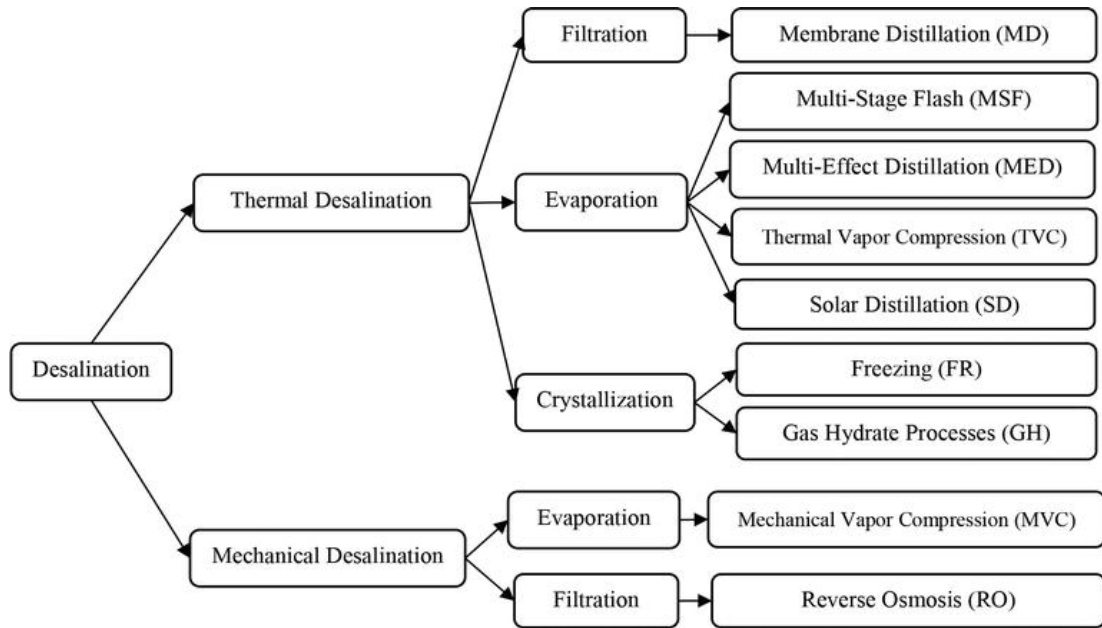 Filtration
Membrane Distillation (MD)
Multi-Stage Flash (MSF)
Multi-Effect Distillation (MED)
Thermal Desalination
Evaporation
Thermal Vapor Compression (TVC)
Solar Distillation (SD)
Desalination
Freezing (FR)
Crystallization
Gas Hydrate Processes (GH)
Evaporation
Mechanical Vapor Compression (MVC)
Mechanical Desalination
Filtration
Reverse Osmosis (RO)